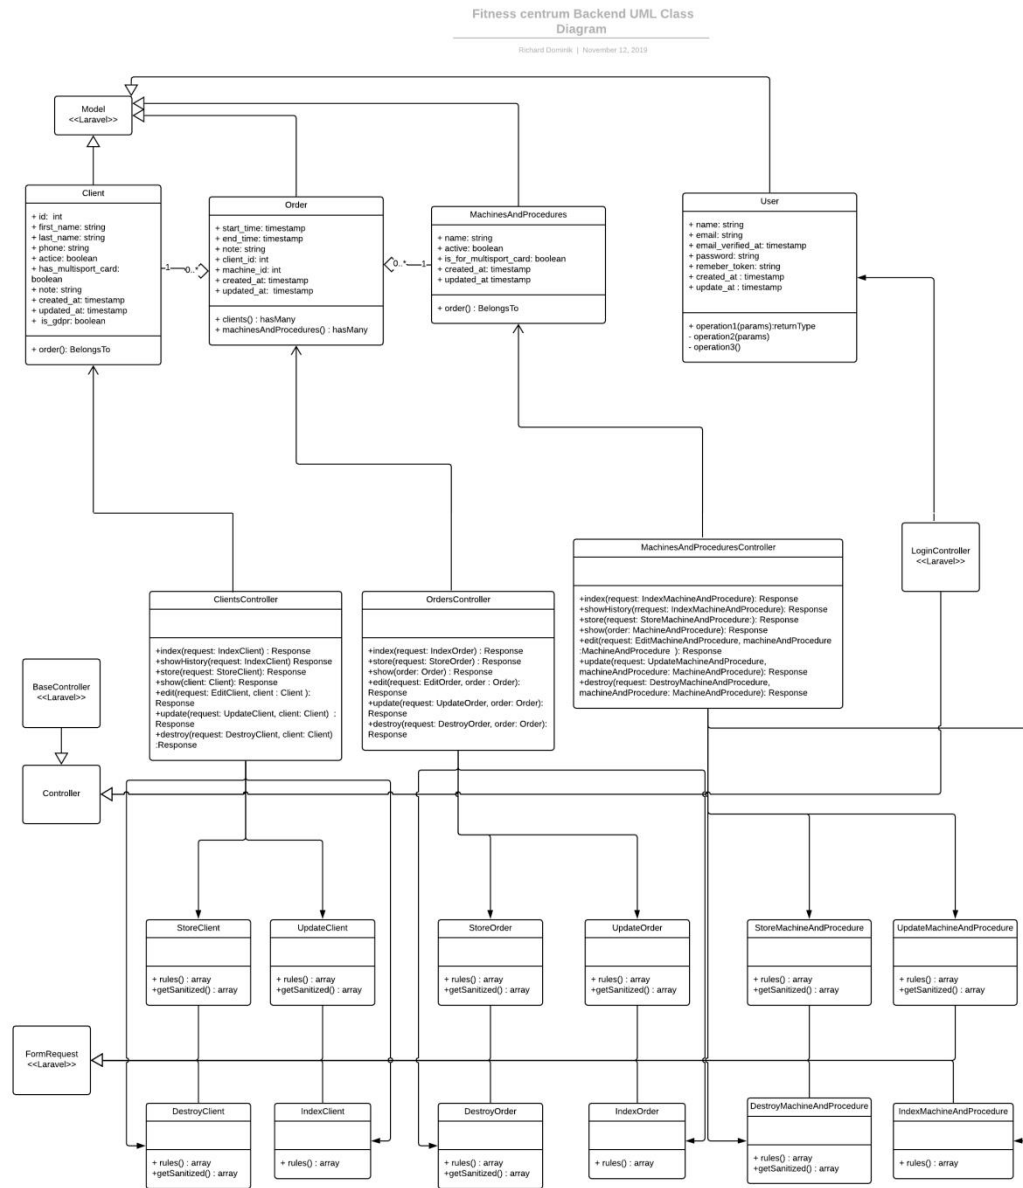 Fitness centrum Backend UML Class
Diagram
Richard Dominik | November 12, 2019
Model
<<Laravel>>
Client
+ id:  int
+ first_name: string
+ last_name: string
+ phone: string
+ actice: boolean
+ has_multisport_card:
boolean
+ note: string
+ created_at: timestamp
+ updated_at: timestamp
+  is_gdpr: boolean
+ order(): BelongsTo
1
0..*
Order
+ start_time: timestamp
+ end_time: timestamp
+ note: string
+ client_id: int
+ machine_id: int
+ created_at: timestamp
+ updated_at:  timestamp
+ clients() : hasMany
+ machinesAndProcedures() : hasMany
0..*
1
MachinesAndProcedures
+ name: string
+ active: boolean
+ is_for_multisport_card: boolean
+ created_at: timestamp
+ updated_at timestamp
+ order() : BelongsTo
User
+ name: string
+ email: string
+ email_verified_at: timestamp
+ password: string
+ remeber_token: string
+ created_at : timestamp
+ update_at : timestamp
+ operation1(params):returnType
- operation2(params)
- operation3()
LoginController
<<Laravel>>
BaseController
<<Laravel>>
Controller
ClientsController
+index(request: IndexClient) : Response
+showHistory(request: IndexClient) Response
+store(request: StoreClient): Response
+show(client: Client): Response
+edit(request: EditClient, client : Client ):
Response
+update(request: UpdateClient, client: Client)  :
Response
+destroy(request: DestroyClient, client: Client)
:Response
OrdersController
+index(request: IndexOrder) : Response
+store(request: StoreOrder) : Response
+show(order: Order) : Response
+edit(request: EditOrder, order : Order):
Response
+update(request: UpdateOrder, order: Order):
Response
+destroy(request: DestroyOrder, order: Order):
Response
MachinesAndProceduresController
+index(request: IndexMachineAndProcedure): Response
+showHistory(request: IndexMachineAndProcedure): Response
+store(request: StoreMachineAndProcedure:): Response
+show(order: MachineAndProcedure): Response
+edit(request: EditMachineAndProcedure, machineAndProcedure
:MachineAndProcedure  ): Response
+update(request: UpdateMachineAndProcedure,
machineAndProcedure: MachineAndProcedure): Response
+destroy(request: DestroyMachineAndProcedure,
machineAndProcedure: MachineAndProcedure): Response
StoreClient
+ rules() : array
+getSanitized() : array
UpdateClient
+ rules() : array
+getSanitized() : array
StoreOrder
+ rules() : array
+getSanitized() : array
UpdateOrder
+ rules() : array
+getSanitized() : array
StoreMachineAndProcedure
+ rules() : array
+getSanitized() : array
UpdateMachineAndProcedure
+ rules() : array
+getSanitized() : array
FormRequest
<<Laravel>>
DestroyClient
+ rules() : array
+getSanitized() : array
IndexClient
+ rules() : array
DestroyOrder
+ rules() : array
+getSanitized() : array
IndexOrder
+ rules() : array
DestroyMachineAndProcedure
+ rules() : array
+getSanitized() : array
IndexMachineAndProcedure
+ rules() : array